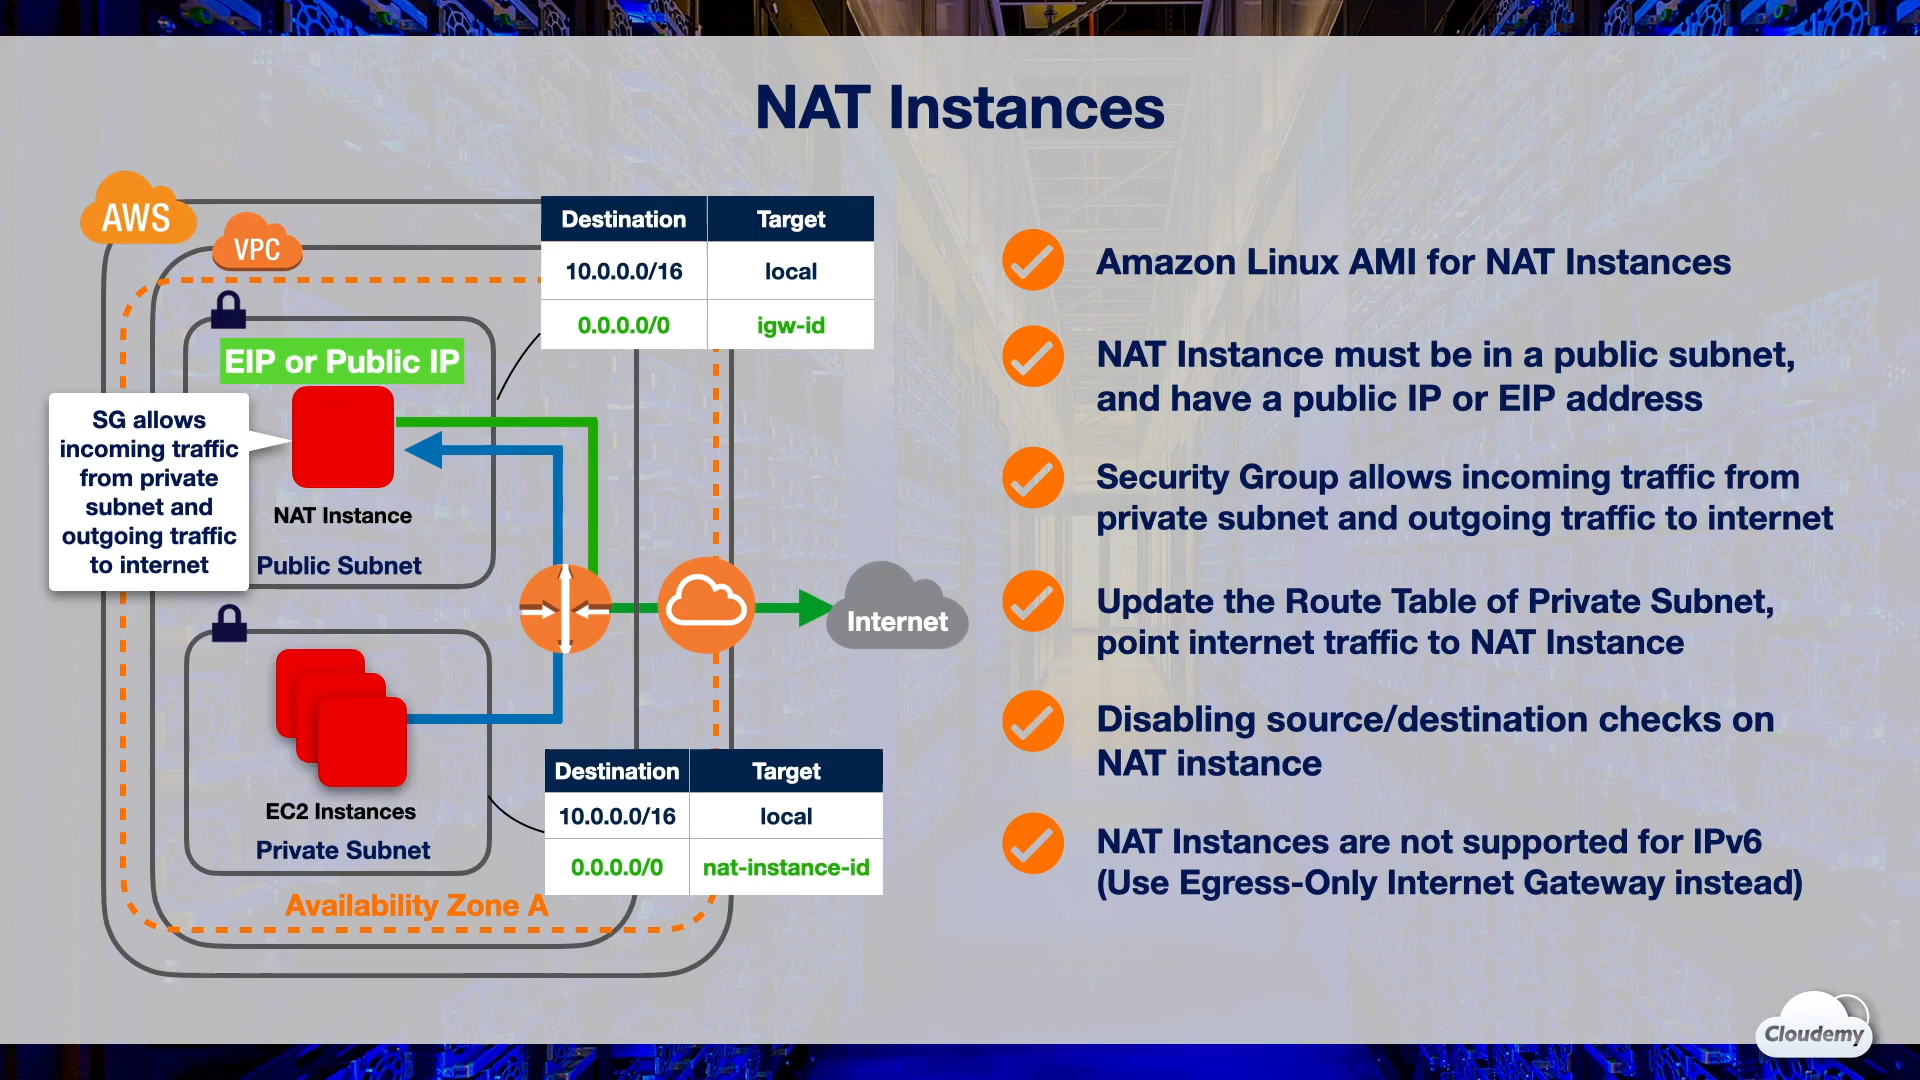 NAT Instances
AWS
VPC
Destination Target
10.0.0.0/16 local
0.0.0.0/0 igw-id
EIP or Public IP
SG allows
incoming traffic
from private
subnet and
outgoing traffic
to internet
NAT Instance
Public Subnet
Internet
EC2 Instances
Private Subnet
Destination Target
10.0.0.0/16 local
0.0.0.0/0 nat-instance-id
Availability Zone A
Amazon Linux AMI for NAT Instances
NAT Instance must be in a public subnet,
and have a public IP or EIP address
Security Group allows incoming traffic from
private subnet and outgoing traffic to internet
Update the Route Table of Private Subnet,
point internet traffic to NAT Instance
Disabling source/destination checks on
NAT instance
NAT Instances are not supported for IPv6
(Use Egress-Only Internet Gateway instead)
Cloudemy